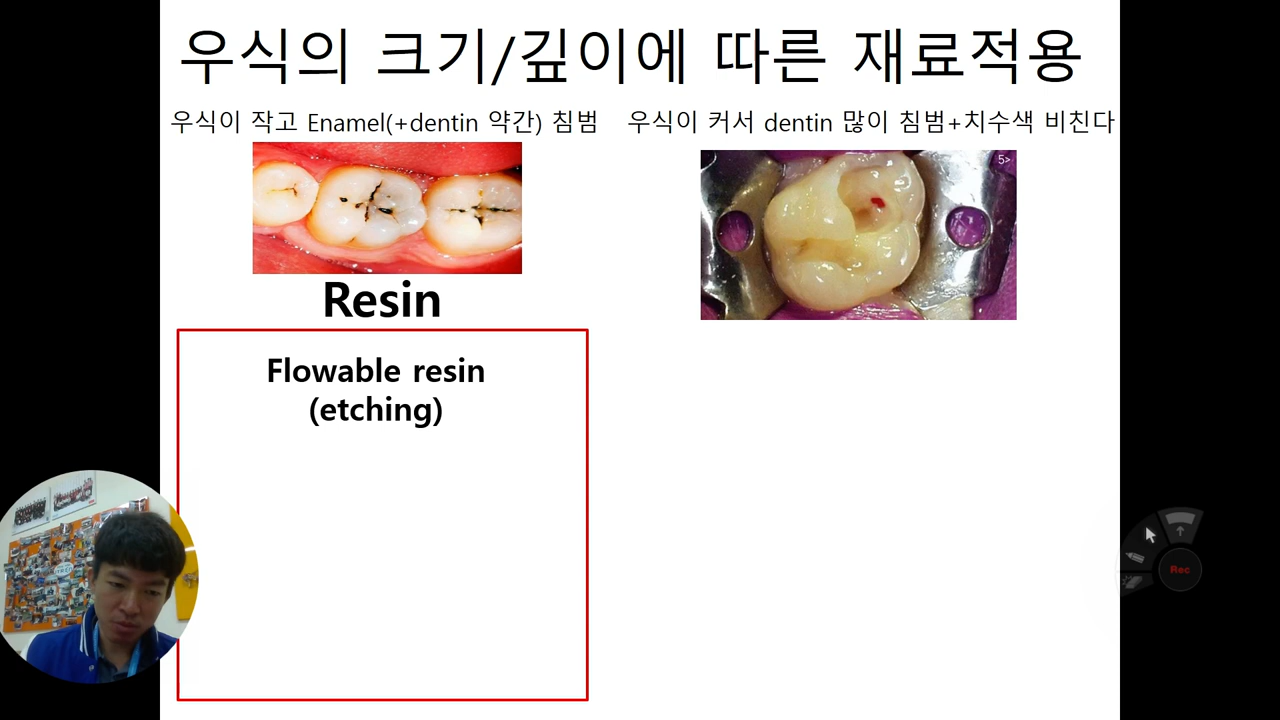 우식의 크기/깊이에 따른 재료적용
우식이 작고 Enamel(+dentin 약간) 침범
우식이 커서 dentin 많이 침범+치수색 비친다
5>
Resin
Flowable resin
(etching)
Rec